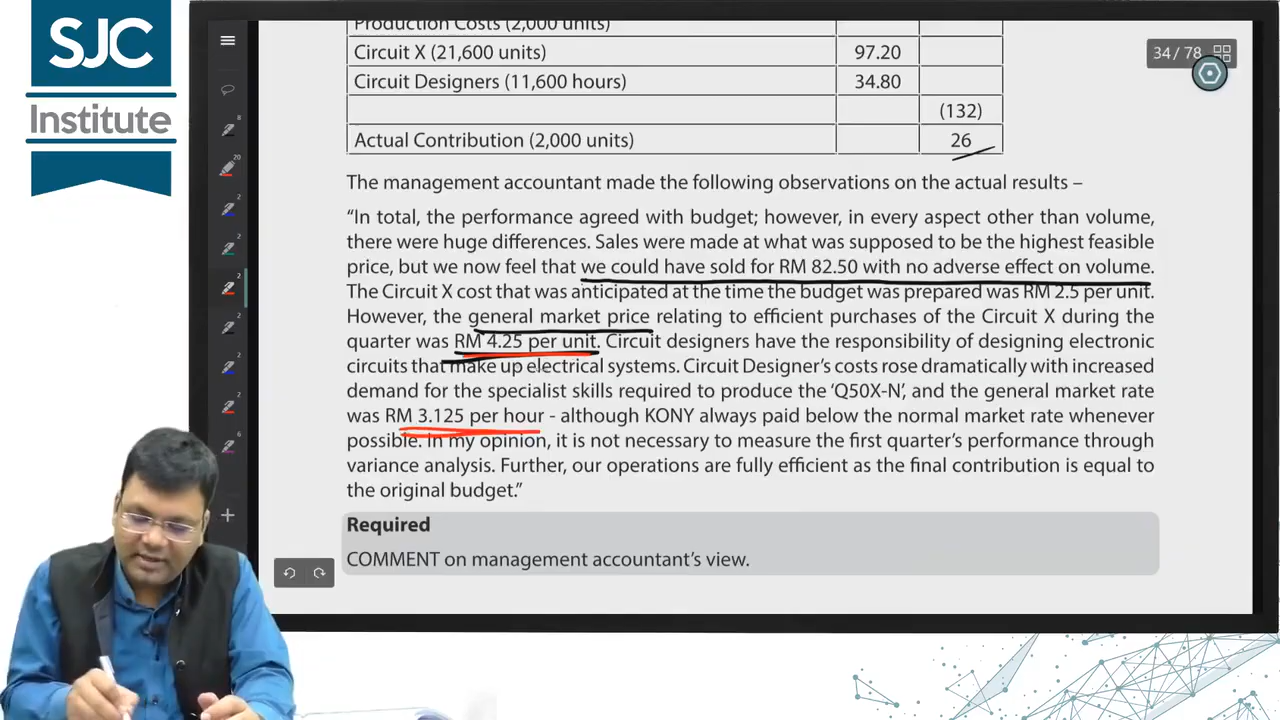 SJC
Institute
34 / 78
Production Costs (2,000 units)
Circuit X (21,600 units) 97.20
Circuit Designers (11,600 hours) 34.80
(132)
Actual Contribution (2,000 units) 26
The management accountant made the following observations on the actual results –
“In total, the performance agreed with budget; however, in every aspect other than volume,
there were huge differences. Sales were made at what was supposed to be the highest feasible
price, but we now feel that we could have sold for RM 82.50 with no adverse effect on volume.
The Circuit X cost that was anticipated at the time the budget was prepared was RM 2.5 per unit.
However, the general market price relating to efficient purchases of the Circuit X during the
quarter was RM 4.25 per unit. Circuit designers have the responsibility of designing electronic
circuits that make up electrical systems. Circuit Designer’s costs rose dramatically with increased
demand for the specialist skills required to produce the ‘Q50X-N’, and the general market rate
was RM 3.125 per hour - although KONY always paid below the normal market rate whenever
possible. In my opinion, it is not necessary to measure the first quarter’s performance through
variance analysis. Further, our operations are fully efficient as the final contribution is equal to
the original budget.”
Required
COMMENT on management accountant’s view.